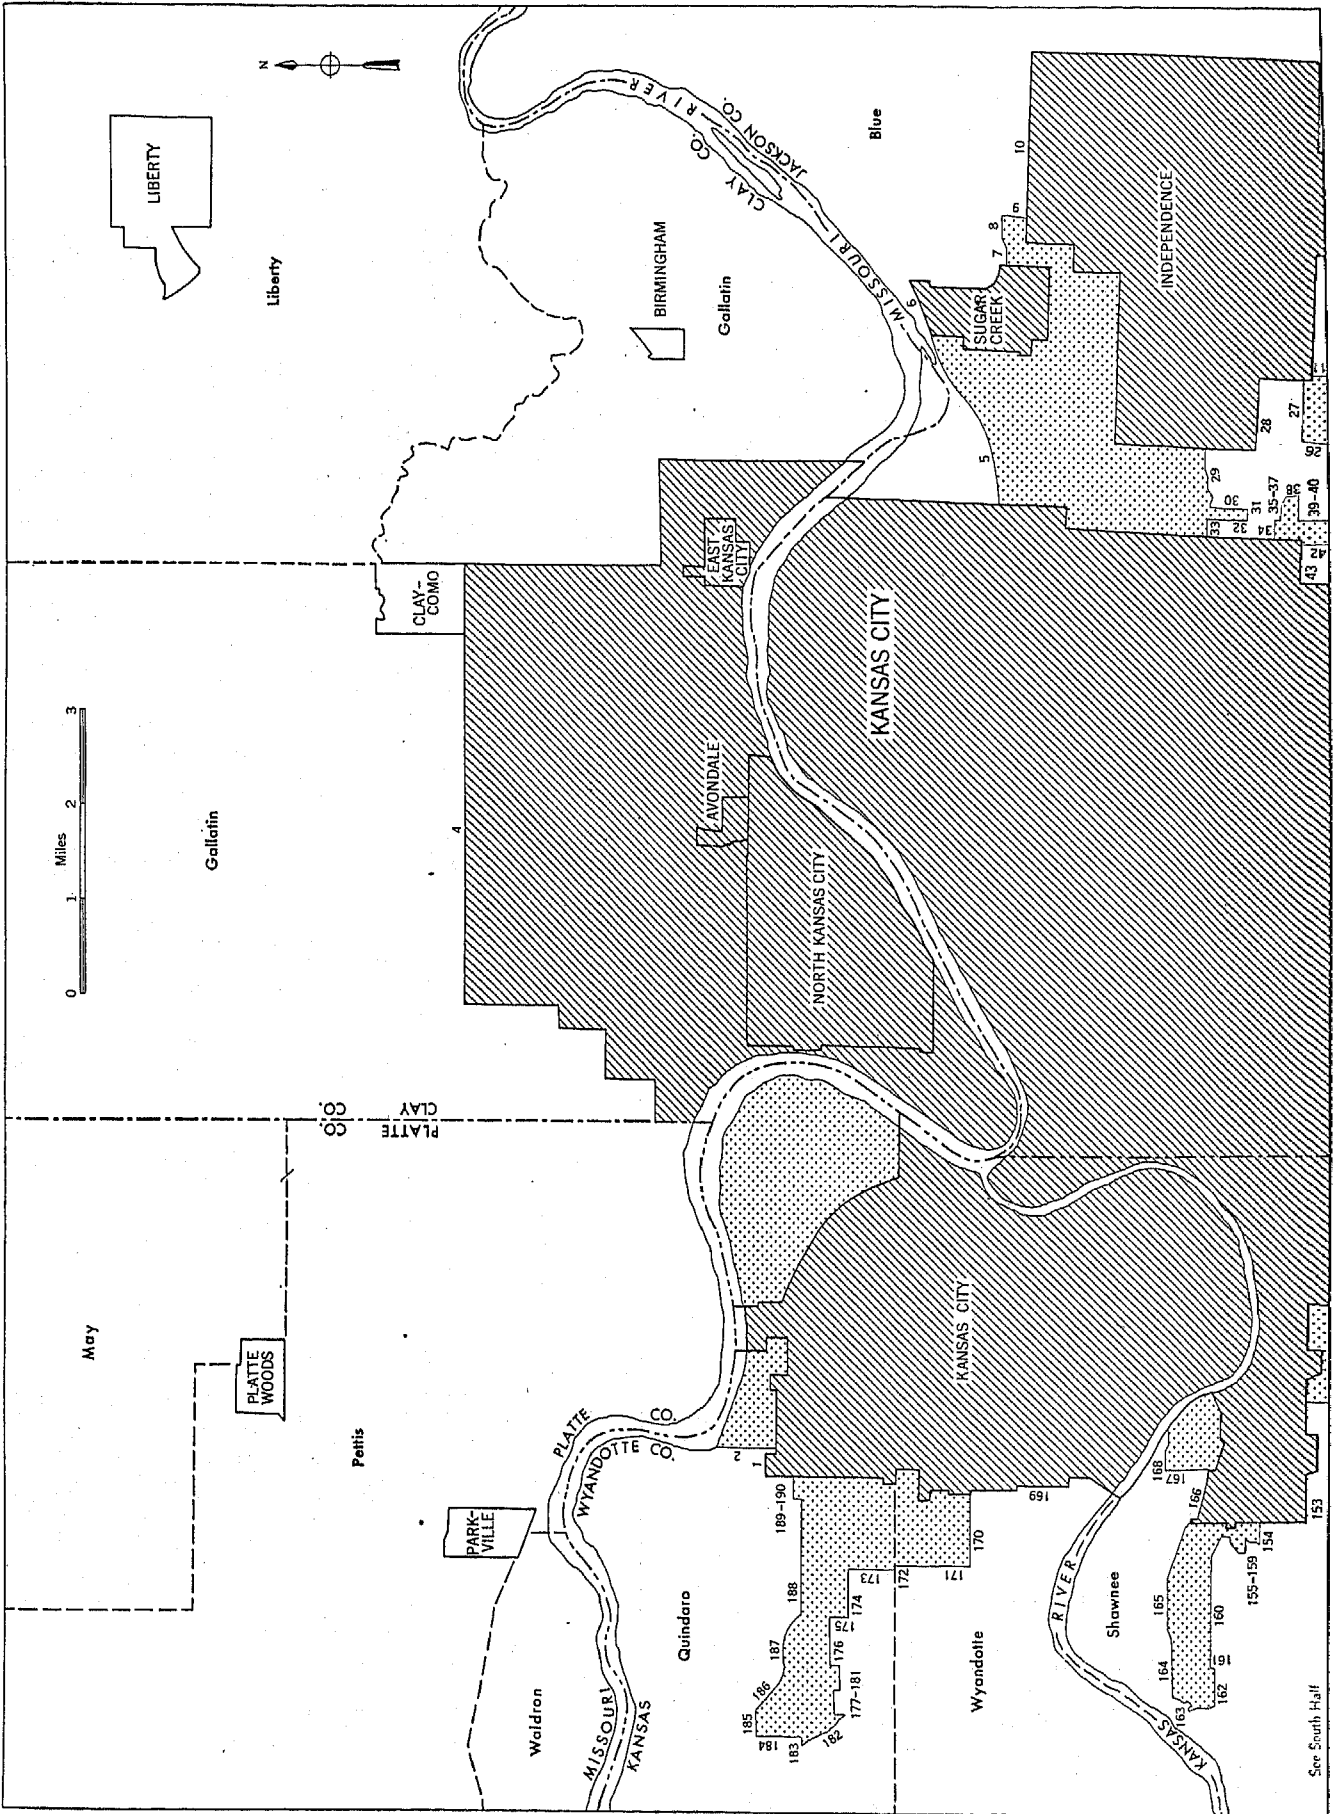 N
LIBERTY
Liberty
MISSOURI RIVER
JACKSON CO.
CLAY CO.
Blue
BIRMINGHAM
Gallatin
10
9
8
7
6
SUGAR
CREEK
INDEPENDENCE
5
11
28
27
26
29
30
31
32
33
34
35-37
38
39-40
42
43
CLAY-
COMO
EAST
KANSAS
CITY
KANSAS CITY
Miles
0 1 2 3
Gallatin
4
AVONDALE
NORTH KANSAS CITY
CLAY CO.
PLATTE CO.
May
PLATTE
WOODS
Pettis
PLATTE CO.
WYANDOTTE CO.
2
1
KANSAS CITY
PARK-
VILLE
Waldron
MISSOURI
KANSAS
Quindaro
189-190
188
187
186
185
184
183
182
177-181
176
175
174
173
172
171
170
169
Wyandotte
KANSAS RIVER
Shawnee
168
167
166
165
164
163
162
161
160
155-159
154
153
See South Half